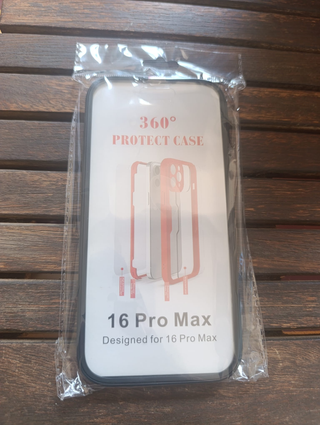 360°
PROTECT CASE
16 Pro Max
Designed for 16 Pro Max